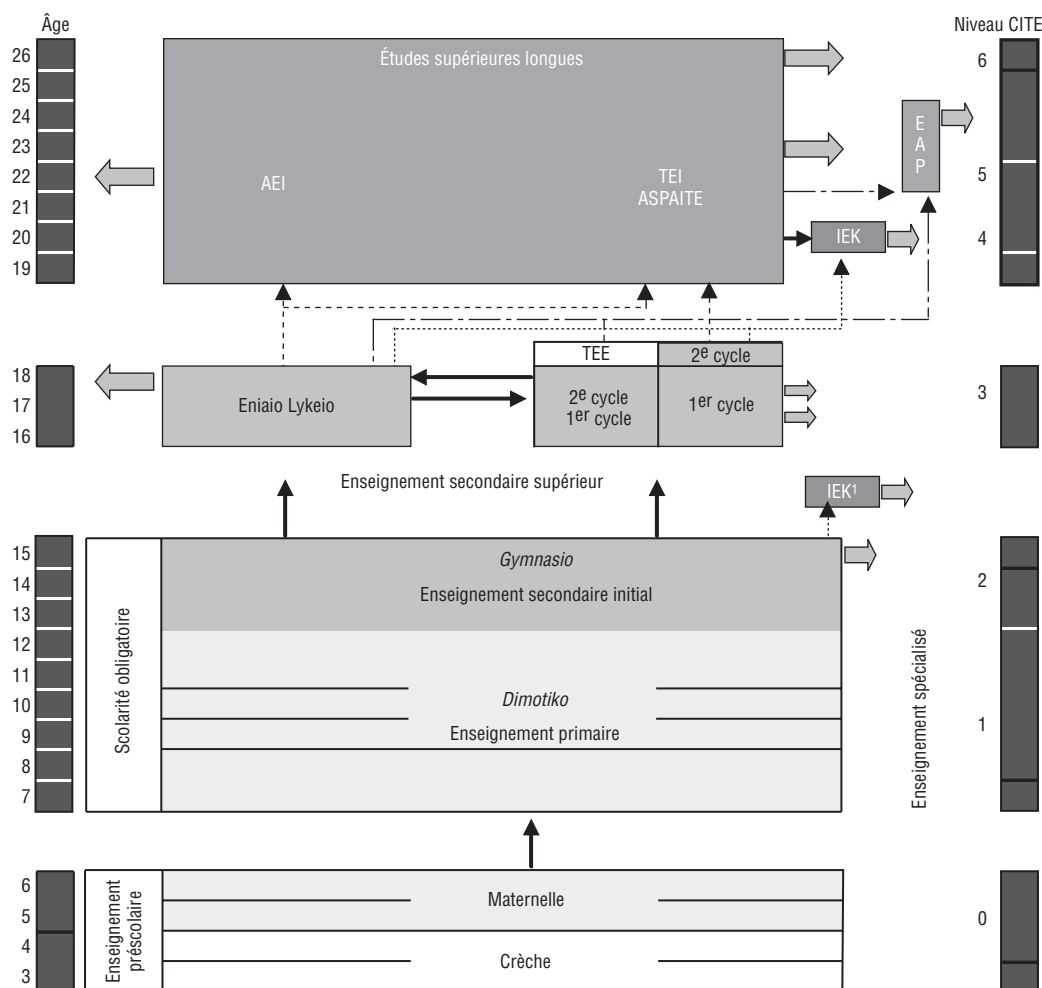 Âge
Niveau CITE
26
25
24
23
22
21
20
19
Études supérieures longues
AEI
TEI
ASPAITE
E
A
P
IEK
6
5
4
18
17
16
Eniaio Lykeio
TEE
2e cycle
2e cycle
1er cycle
1er cycle
3
Enseignement secondaire supérieur
IEK1
15
14
13
12
11
10
9
8
7
Scolarité obligatoire
Gymnasio
Enseignement secondaire initial
Dimotiko
Enseignement primaire
Enseignement spécialisé
2
1
6
5
4
3
Enseignement
préscolaire
Maternelle
Crèche
0